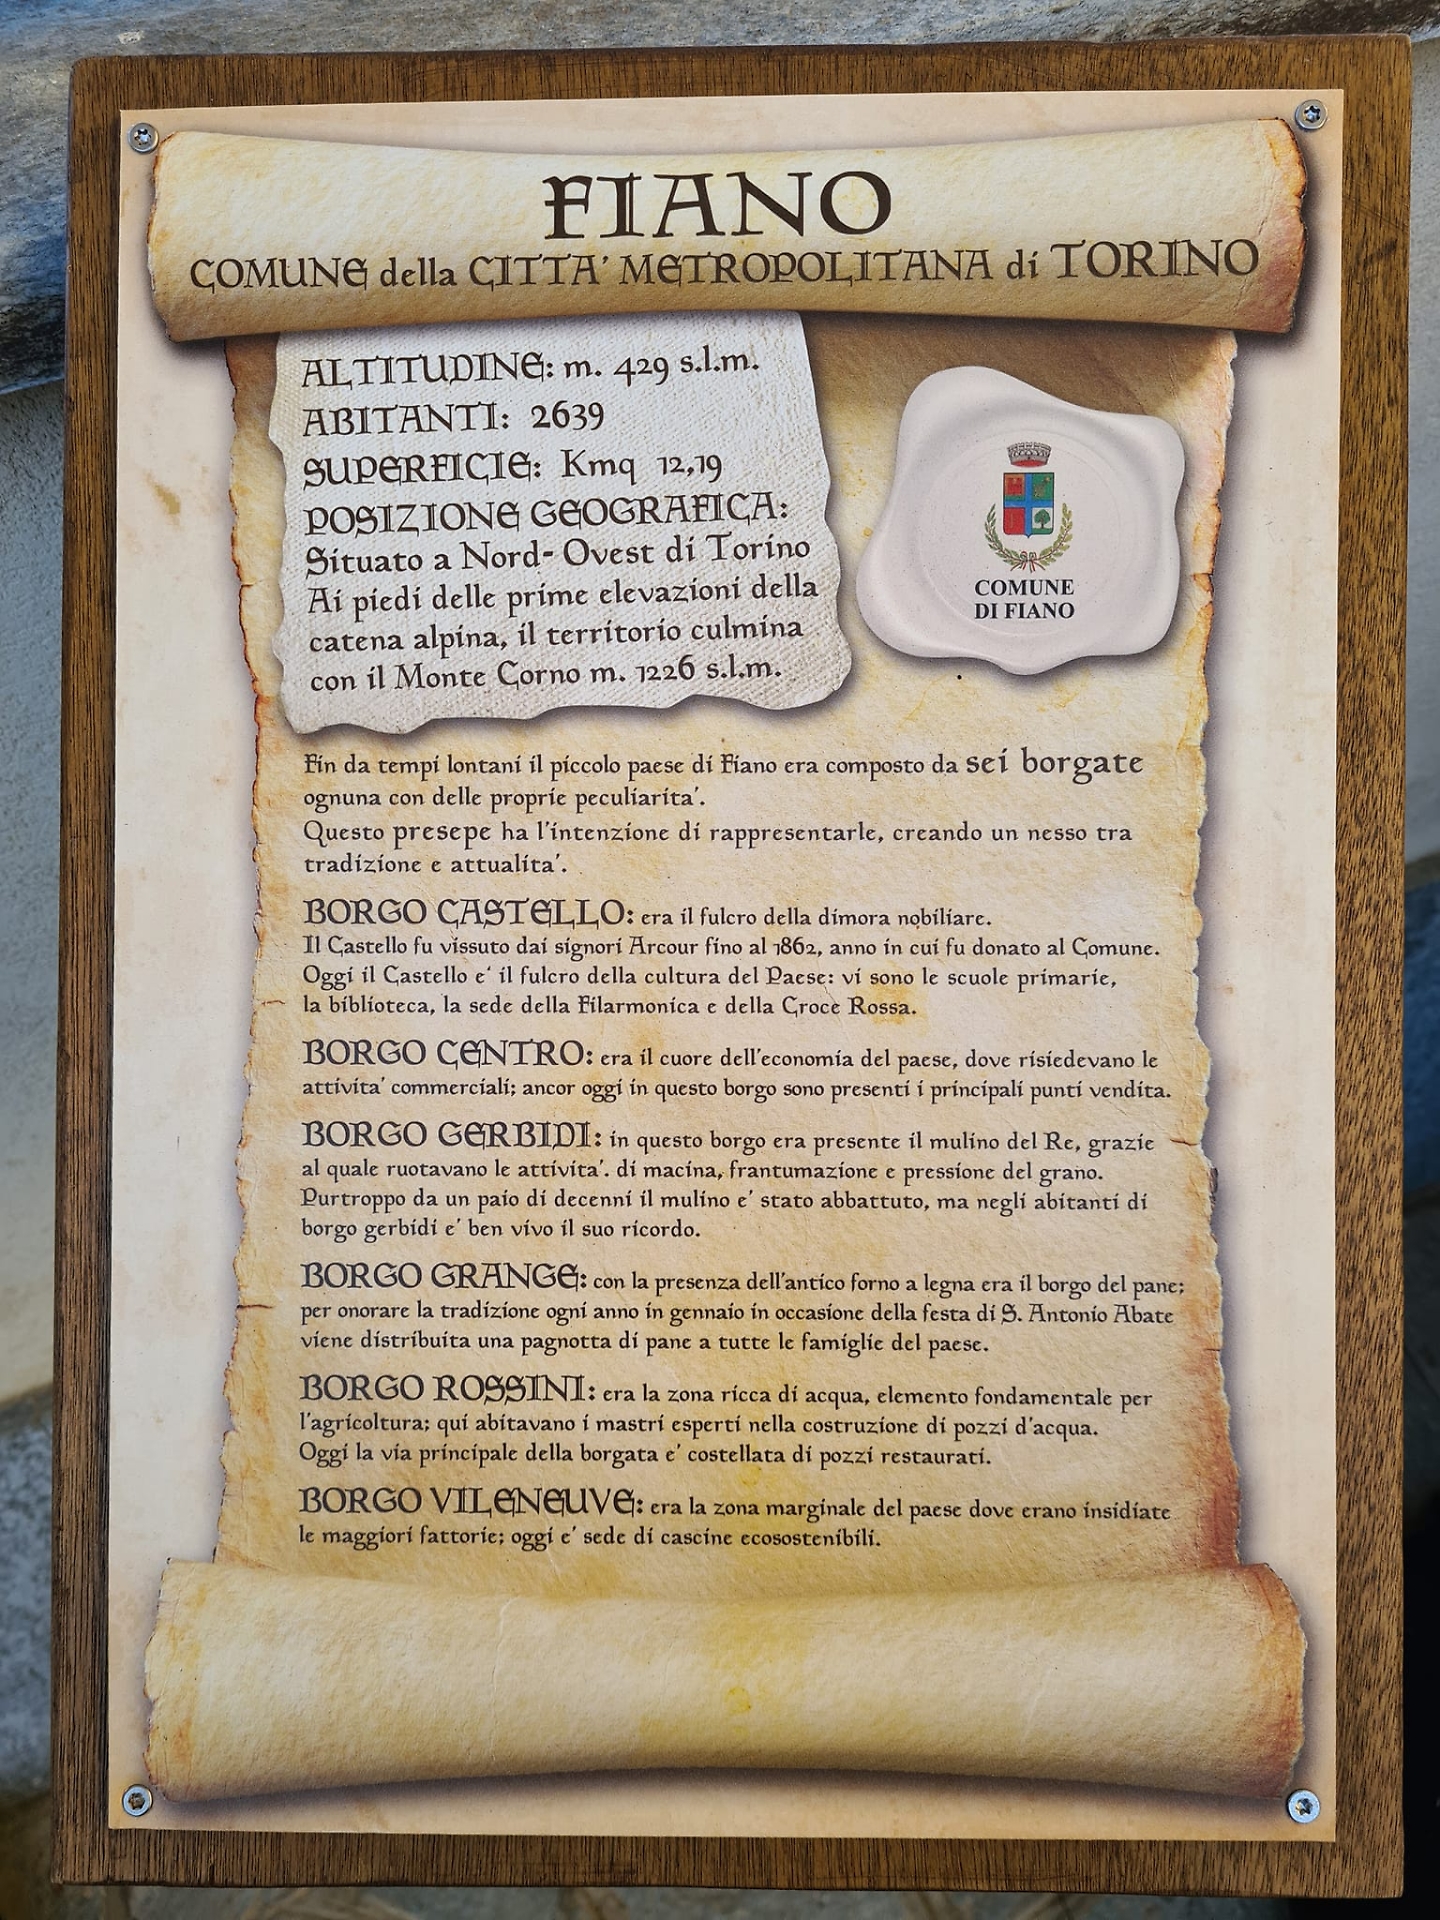 FIANO
COMUNE della CITTA' METROPOLITANA di TORINO
ALTITUDINE: m. 429 s.l.m.
ABITANTI: 2639
SUPERFICIE: Kmq 12,19
POSIZIONE GEOGRAFICA:
Situato a Nord-Ovest di Torino
Ai piedi delle prime elevazioni della
catena alpina, il territorio culmina
con il Monte Corno m. 1226 s.l.m.
COMUNE
DI FIANO
Fin da tempi lontani il piccolo paese di Fiano era composto da sei borgate
ognuna con delle proprie peculiarita'.
Questo presepe ha l'intenzione di rappresentarle, creando un nesso tra
tradizione e attualita'.
BORGO CASTELLO: era il fulcro della dimora nobiliare.
Il Castello fu vissuto dai signori Arcour fino al 1862, anno in cui fu donato al Comune.
Oggi il Castello e' il fulcro della cultura del Paese: vi sono le scuole primarie,
la biblioteca, la sede della Filarmonica e della Croce Rossa.
BORGO CENTRO: era il cuore dell'economia del paese, dove risiedevano le
attivita' commerciali; ancor oggi in questo borgo sono presenti i principali punti vendita.
BORGO GERBIDI: in questo borgo era presente il mulino del Re, grazie
al quale ruotavano le attivita'. di macina, frantumazione e pressione del grano.
Purtroppo da un paio di decenni il mulino e' stato abbattuto, ma negli abitanti di
borgo gerbidi e' ben vivo il suo ricordo.
BORGO GRANGE: con la presenza dell'antico forno a legna era il borgo del pane;
per onorare la tradizione ogni anno in gennaio in occasione della festa di S. Antonio Abate
viene distribuita una pagnotta di pane a tutte le famiglie del paese.
BORGO ROSSINI: era la zona ricca di acqua, elemento fondamentale per
l'agricoltura; qui abitavano i mastri esperti nella costruzione di pozzi d'acqua.
Oggi la via principale della borgata e' costellata di pozzi restaurati.
BORGO VILENEUVE: era la zona marginale del paese dove erano insidiate
le maggiori fattorie; oggi e' sede di cascine ecosostenibili.